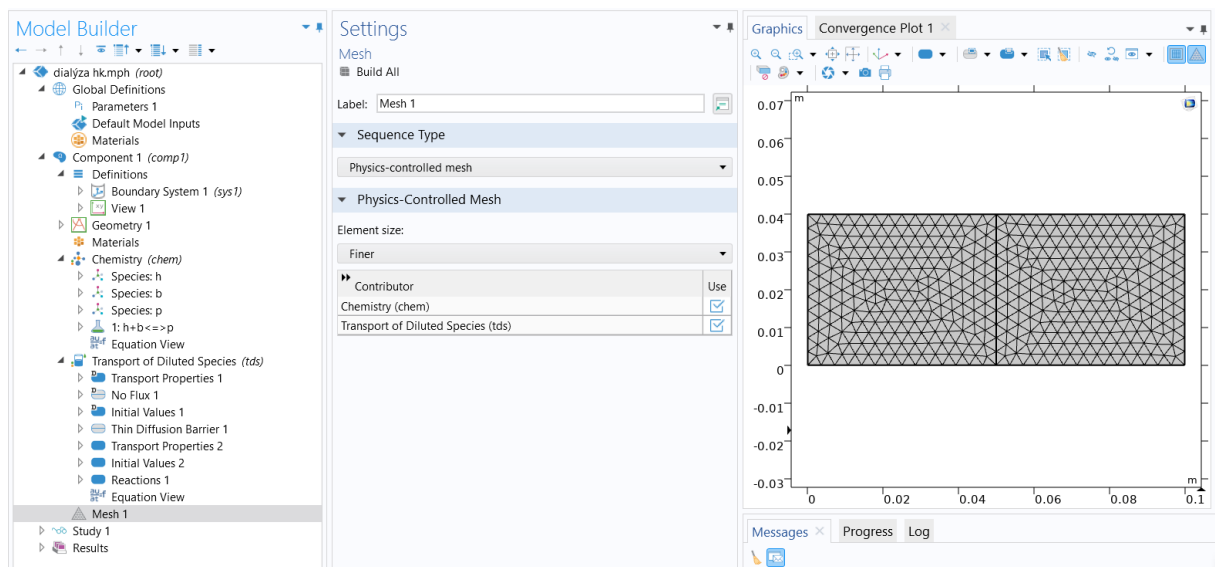 Model Builder
dialýza hk.mph (root)
Global Definitions
Pi Parameters 1
Default Model Inputs
Materials
Component 1 (comp1)
Definitions
Boundary System 1 (sys1)
View 1
Geometry 1
Materials
Chemistry (chem)
Species: h
Species: b
Species: p
1: h+b<=>p
Equation View
Transport of Diluted Species (tds)
Transport Properties 1
No Flux 1
Initial Values 1
Thin Diffusion Barrier 1
Transport Properties 2
Initial Values 2
Reactions 1
Equation View
Mesh 1
Study 1
Results
Settings
Mesh
Build All
Label: Mesh 1
Sequence Type
Physics-controlled mesh
Physics-Controlled Mesh
Element size:
Finer
Contributor Use
Chemistry (chem)
Transport of Diluted Species (tds)
Graphics Convergence Plot 1
m
0.07
0.06
0.05
0.04
0.03
0.02
0.01
0
-0.01
-0.02
-0.03
m
0 0.02 0.04 0.06 0.08 0.1
Messages Progress Log